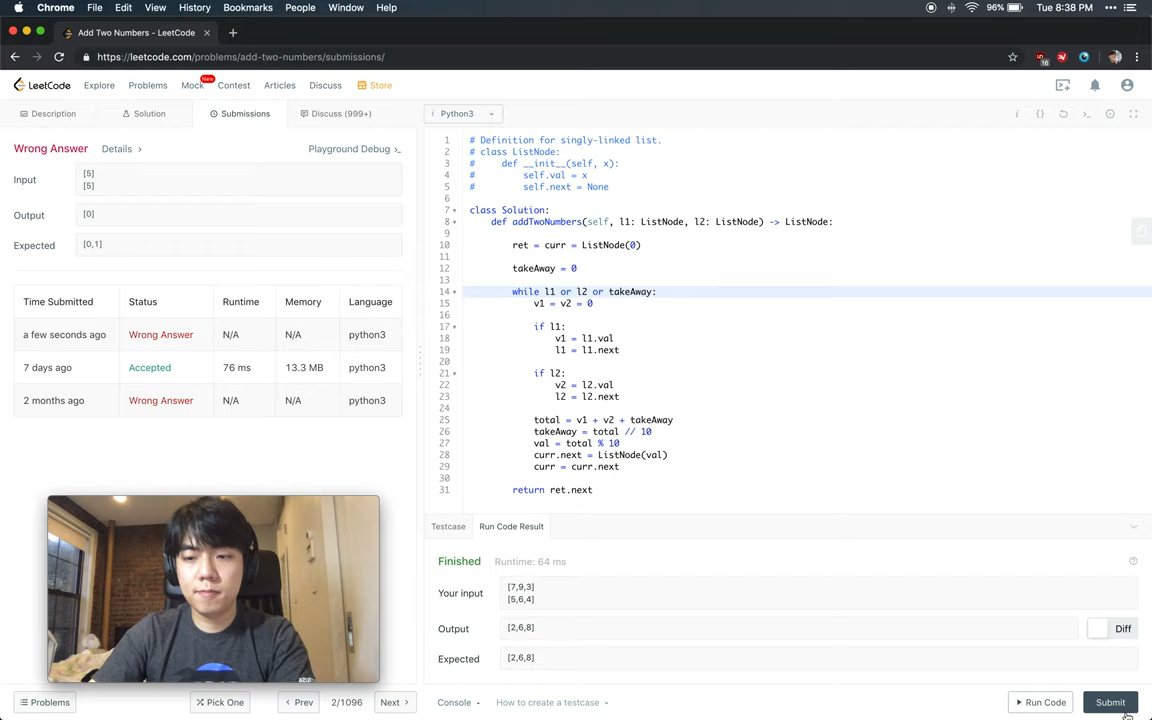 Chrome File Edit View History Bookmarks People Window Help 96% Tue 8:38 PM
Add Two Numbers - LeetCode
https://leetcode.com/problems/add-two-numbers/submissions/
16
LeetCode Explore Problems Mock New Contest Articles Discuss Store
Description Solution Submissions Discuss (999+)
Wrong Answer Details > Playground Debug >_
Input
[5]
[5]
Output [0]
Expected [0,1]
Time Submitted Status Runtime Memory Language
a few seconds ago Wrong Answer N/A N/A python3
7 days ago Accepted 76 ms 13.3 MB python3
2 months ago Wrong Answer N/A N/A python3
Problems Pick One < Prev 2/1096 Next >
i Python3
1 # Definition for singly-linked list.
2 # class ListNode:
3 #     def __init__(self, x):
4 #         self.val = x
5 #         self.next = None
6
7 class Solution:
8     def addTwoNumbers(self, l1: ListNode, l2: ListNode) -> ListNode:
9
10         ret = curr = ListNode(0)
11
12         takeAway = 0
13
14         while l1 or l2 or takeAway:
15             v1 = v2 = 0
16
17             if l1:
18                 v1 = l1.val
19                 l1 = l1.next
20
21             if l2:
22                 v2 = l2.val
23                 l2 = l2.next
24
25             total = v1 + v2 + takeAway
26             takeAway = total // 10
27             val = total % 10
28             curr.next = ListNode(val)
29             curr = curr.next
30
31         return ret.next
Testcase Run Code Result
Finished Runtime: 64 ms
Your input
[7,9,3]
[5,6,4]
Output [2,6,8] Diff
Expected [2,6,8]
Console How to create a testcase Run Code Submit